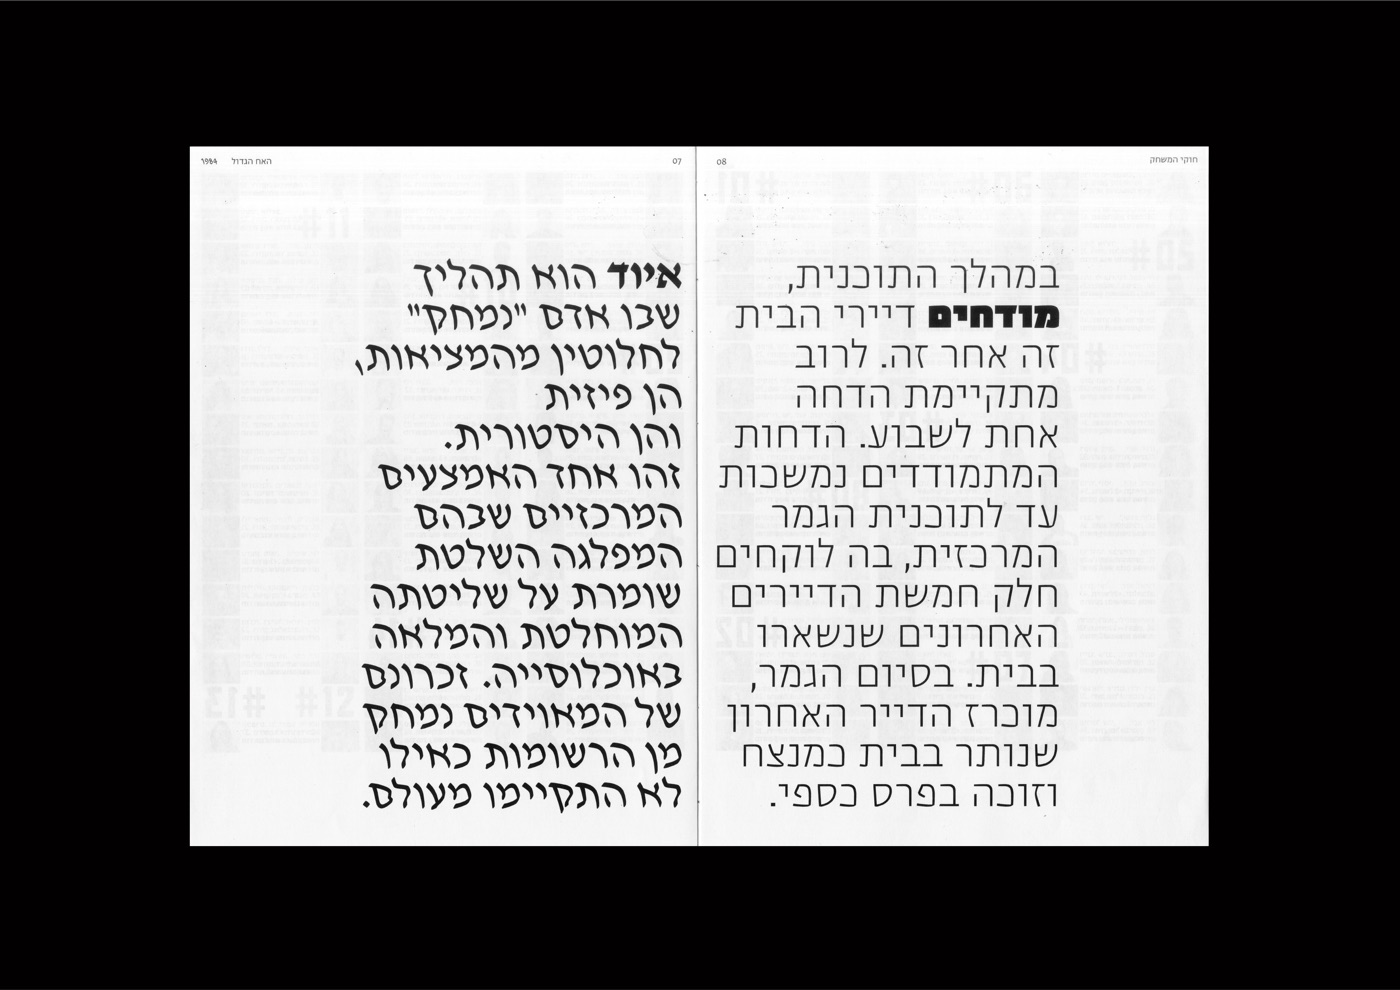 חוקי המשחק
08
במהלך התוכנית,
מודחים דיירי הבית
זה אחר זה. לרוב
מתקיימת הדחה
אחת לשבוע. הדחות
המתמודדים נמשכות
עד לתוכנית הגמר
המרכזית, בה לוקחים
חלק חמשת הדיירים
האחרונים שנשארו
בבית. בסיום הגמר,
מוכרז הדייר האחרון
שנותר בבית כמנצח
וזוכה בפרס כספי.
07
האח הגדול 1984
איוד הוא תהליך
שבו אדם "נמחק"
לחלוטין מהמציאות,
הן פיזית
והן היסטורית.
זהו אחד האמצעים
המרכזיים שבהם
המפלגה השלטת
שומרת על שליטתה
המוחלטת והמלאה
באוכלוסייה. זכרונם
של המאוידים נמחק
מן הרשומות כאילו
לא התקיימו מעולם.